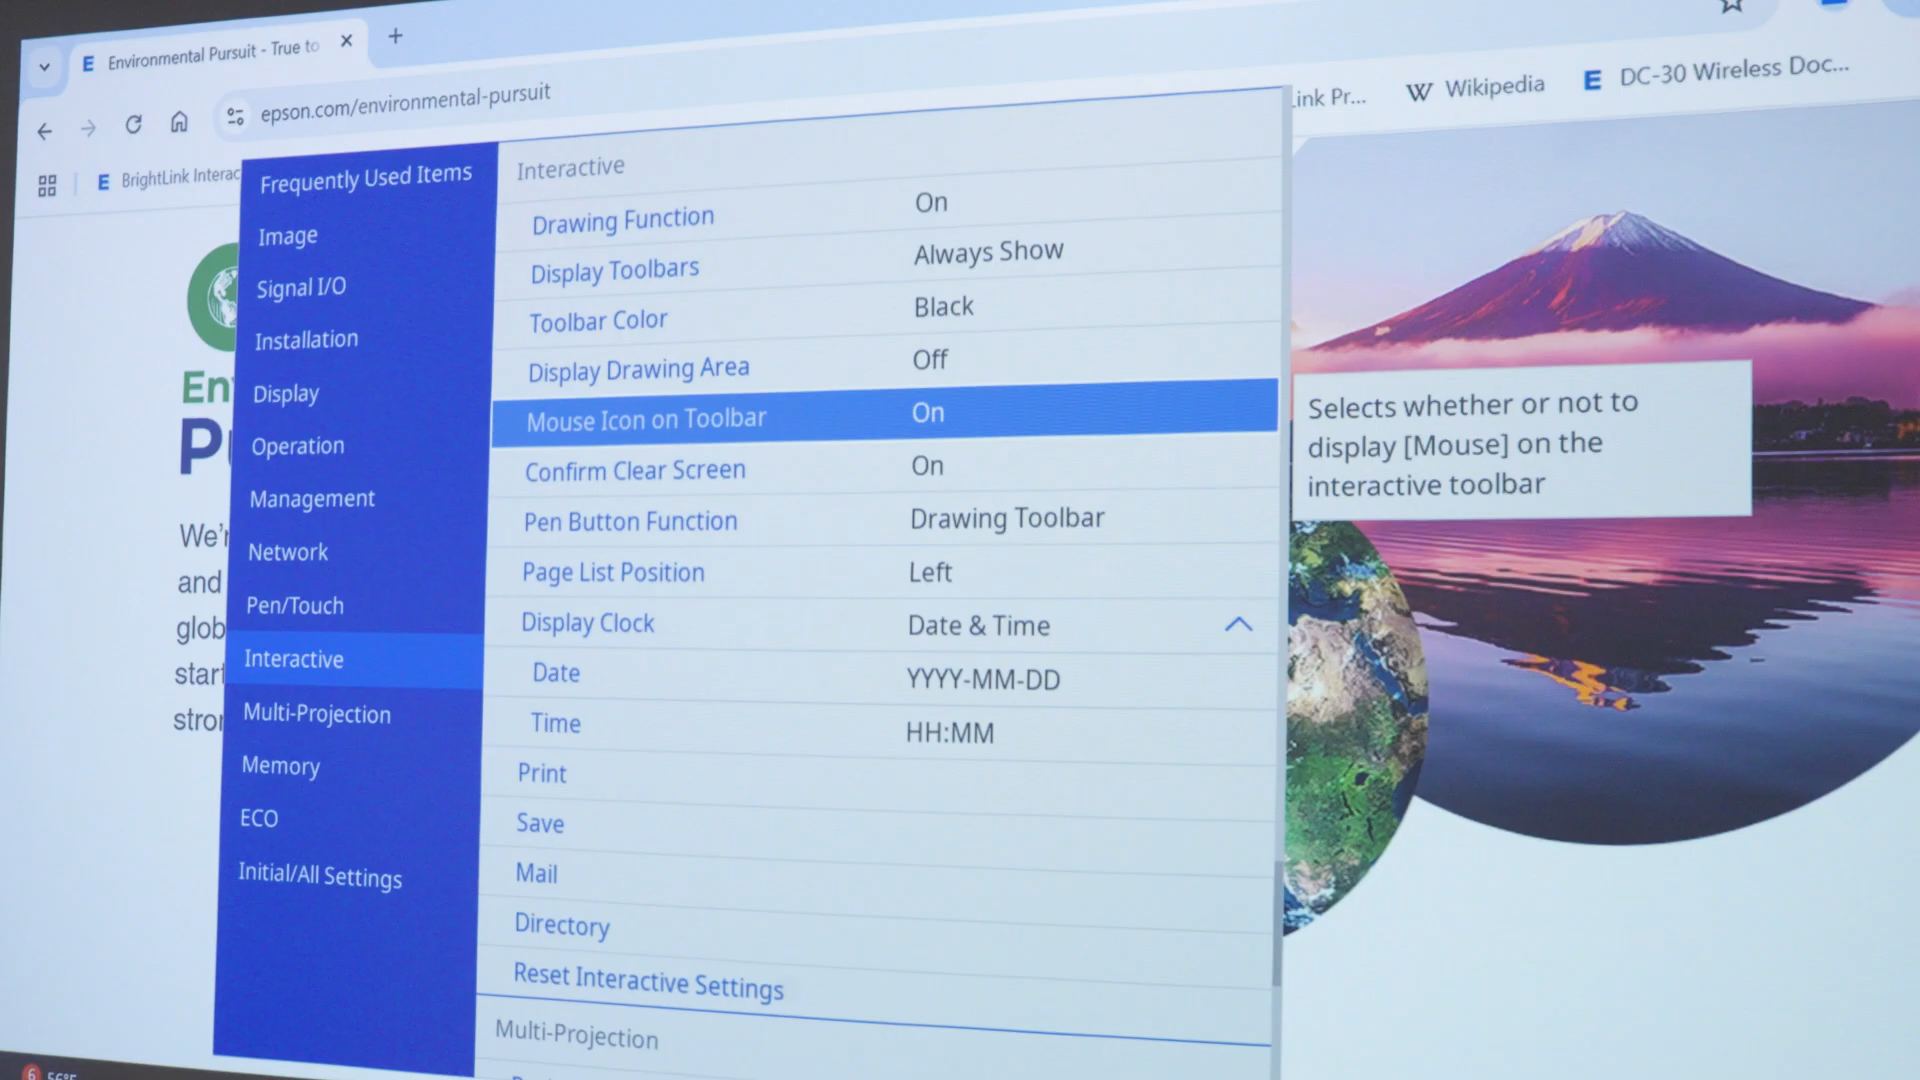 Environmental Pursuit - True to
epson.com/environmental-pursuit
BrightLink Interac
Link Pr...
Wikipedia
DC-30 Wireless Doc...
Frequently Used Items
Image
Signal I/O
Installation
Display
Operation
Management
Network
Pen/Touch
Interactive
Multi-Projection
Memory
ECO
Initial/All Settings
Interactive
Drawing Function On
Display Toolbars Always Show
Toolbar Color Black
Display Drawing Area Off
Mouse Icon on Toolbar On
Confirm Clear Screen On
Pen Button Function Drawing Toolbar
Page List Position Left
Display Clock Date & Time
Date YYYY-MM-DD
Time HH:MM
Print
Save
Mail
Directory
Reset Interactive Settings
Multi-Projection
Selects whether or not to
display [Mouse] on the
interactive toolbar
En
P
We'r
and
glob
start
stror
6 56°F